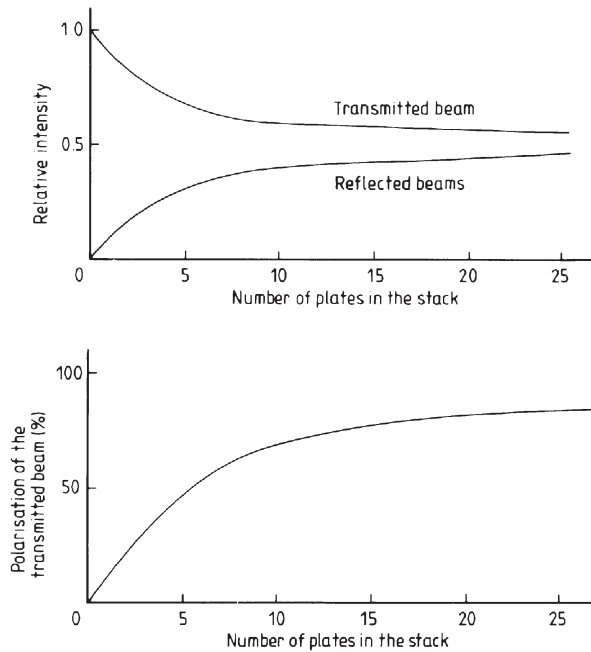 1.0
Transmitted beam
Relative intensity
0.5
Reflected beams
0
5
10
15
20
25
Number of plates in the stack
100
Polarisation of the
transmitted beam (%)
50
0
5
10
15
20
25
Number of plates in the stack